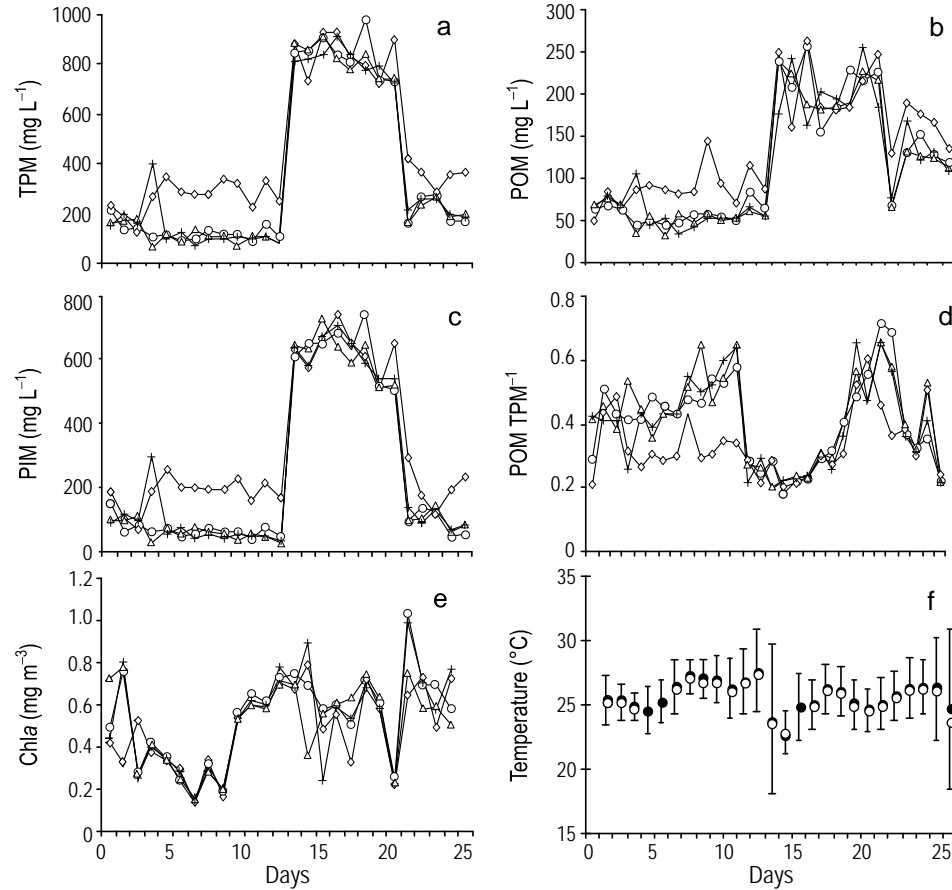 a
1000
800
600
400
200
0
TPM (mg L⁻¹)
b
300
250
200
150
100
50
0
POM (mg L⁻¹)
c
800
600
400
200
0
PIM (mg L⁻¹)
d
0.8
0.6
0.4
0.2
0
POM TPM⁻¹
e
1.2
1.0
0.8
0.6
0.4
0.2
0
Chla (mg m⁻³)
0 5 10 15 20 25
Days
f
35
30
25
20
15
Temperature (°C)
0 5 10 15 20 25
Days